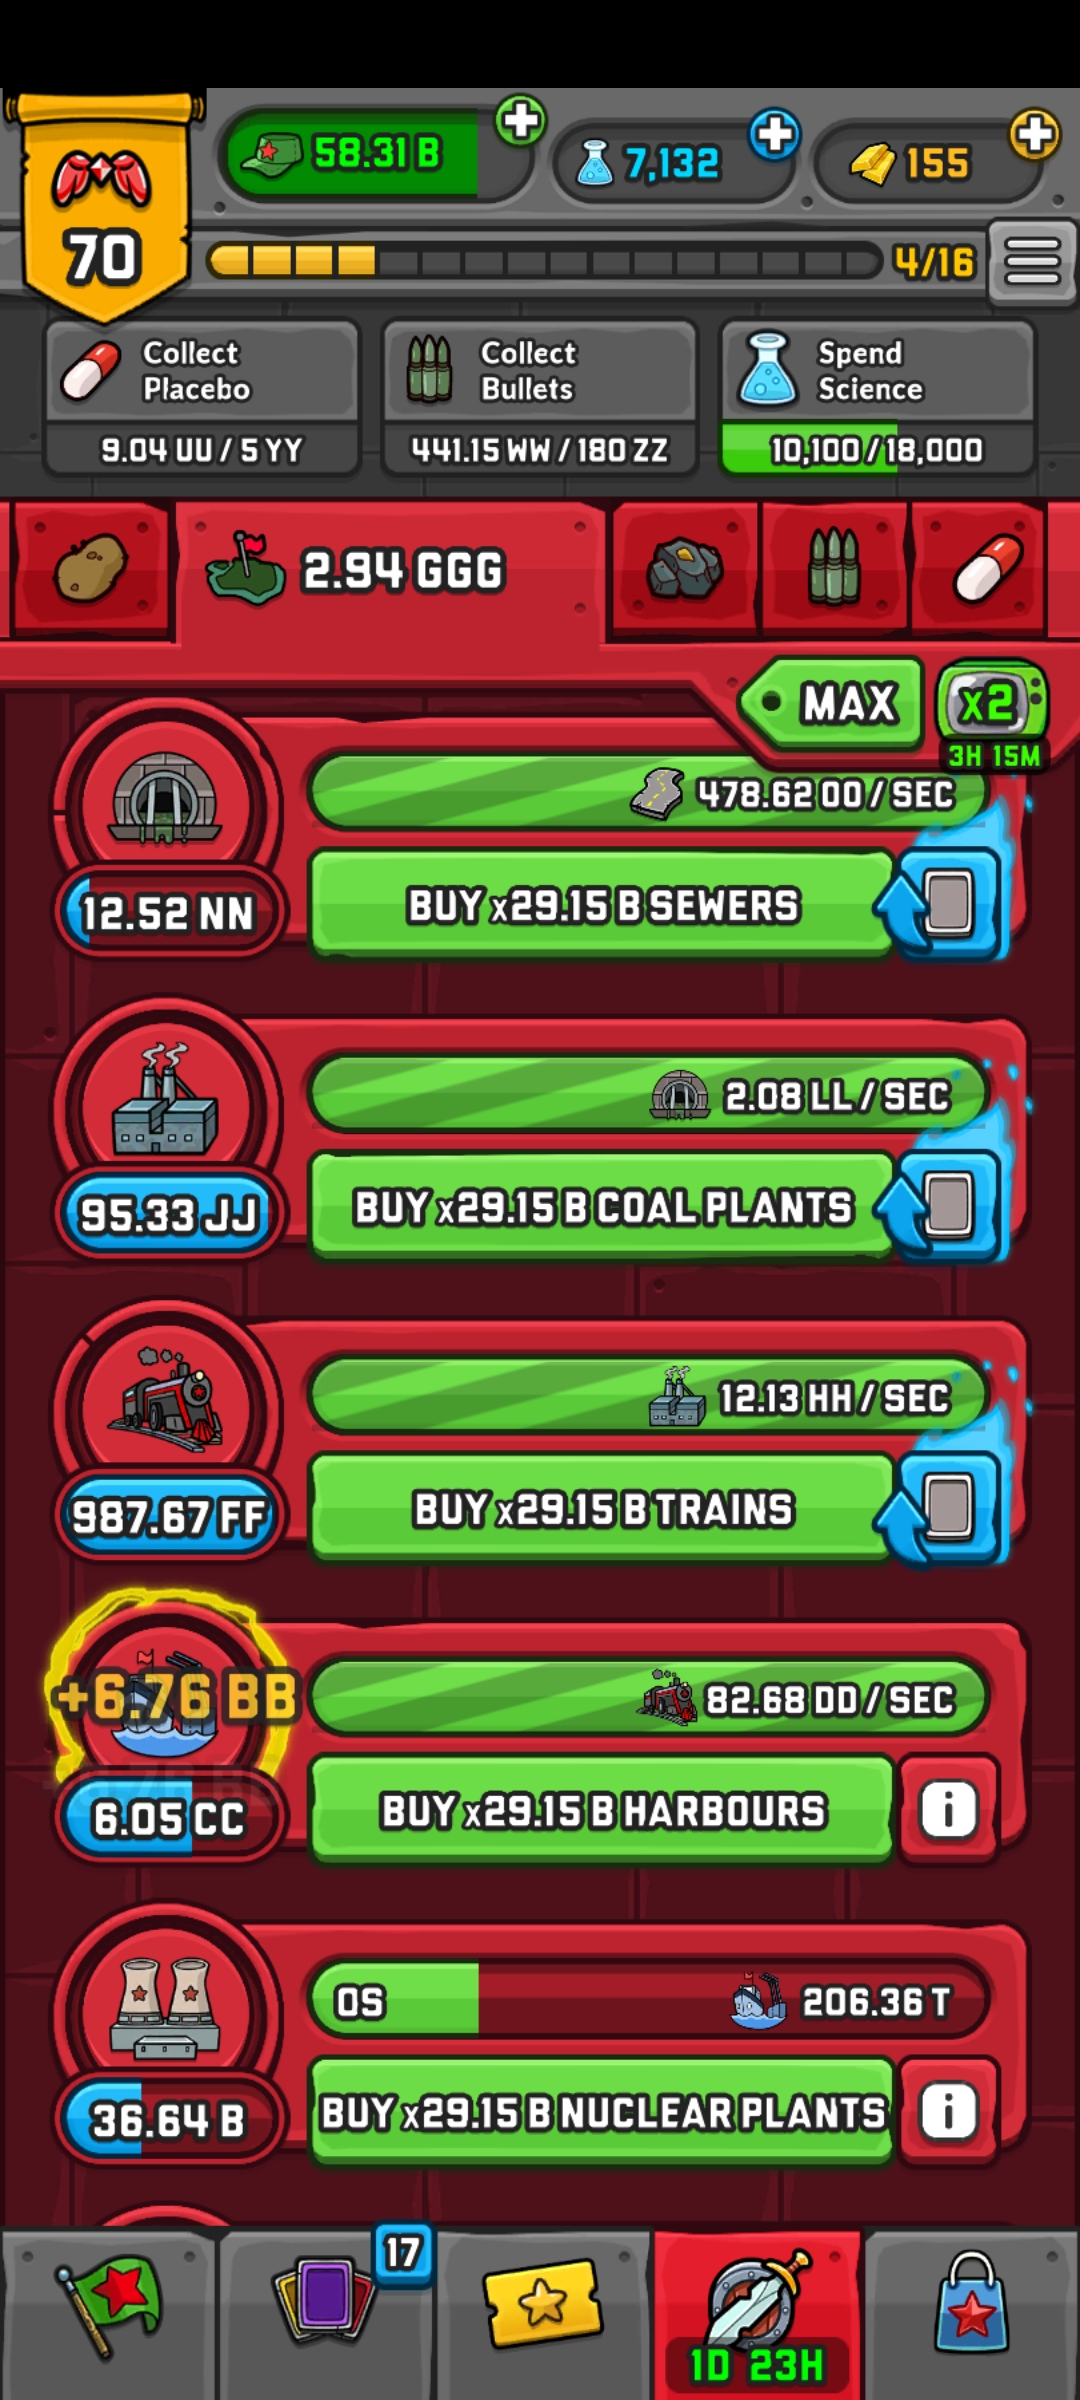 58.31 B
7,132
155
70
4/16
Collect
Placebo
9.04 UU / 5 YY
Collect
Bullets
441.15 WW / 180 ZZ
Spend
Science
10,100 / 18,000
2.94 GGG
MAX
x2
3H 15M
478.62 OO / SEC
12.52 NN
BUY x29.15 B SEWERS
2.08 LL / SEC
95.33 JJ
BUY x29.15 B COAL PLANTS
12.13 HH / SEC
987.67 FF
BUY x29.15 B TRAINS
+6.76 BB
82.68 DD / SEC
6.05 CC
BUY x29.15 B HARBOURS
i
0S
206.36 T
36.64 B
BUY x29.15 B NUCLEAR PLANTS
i
17
1D 23H